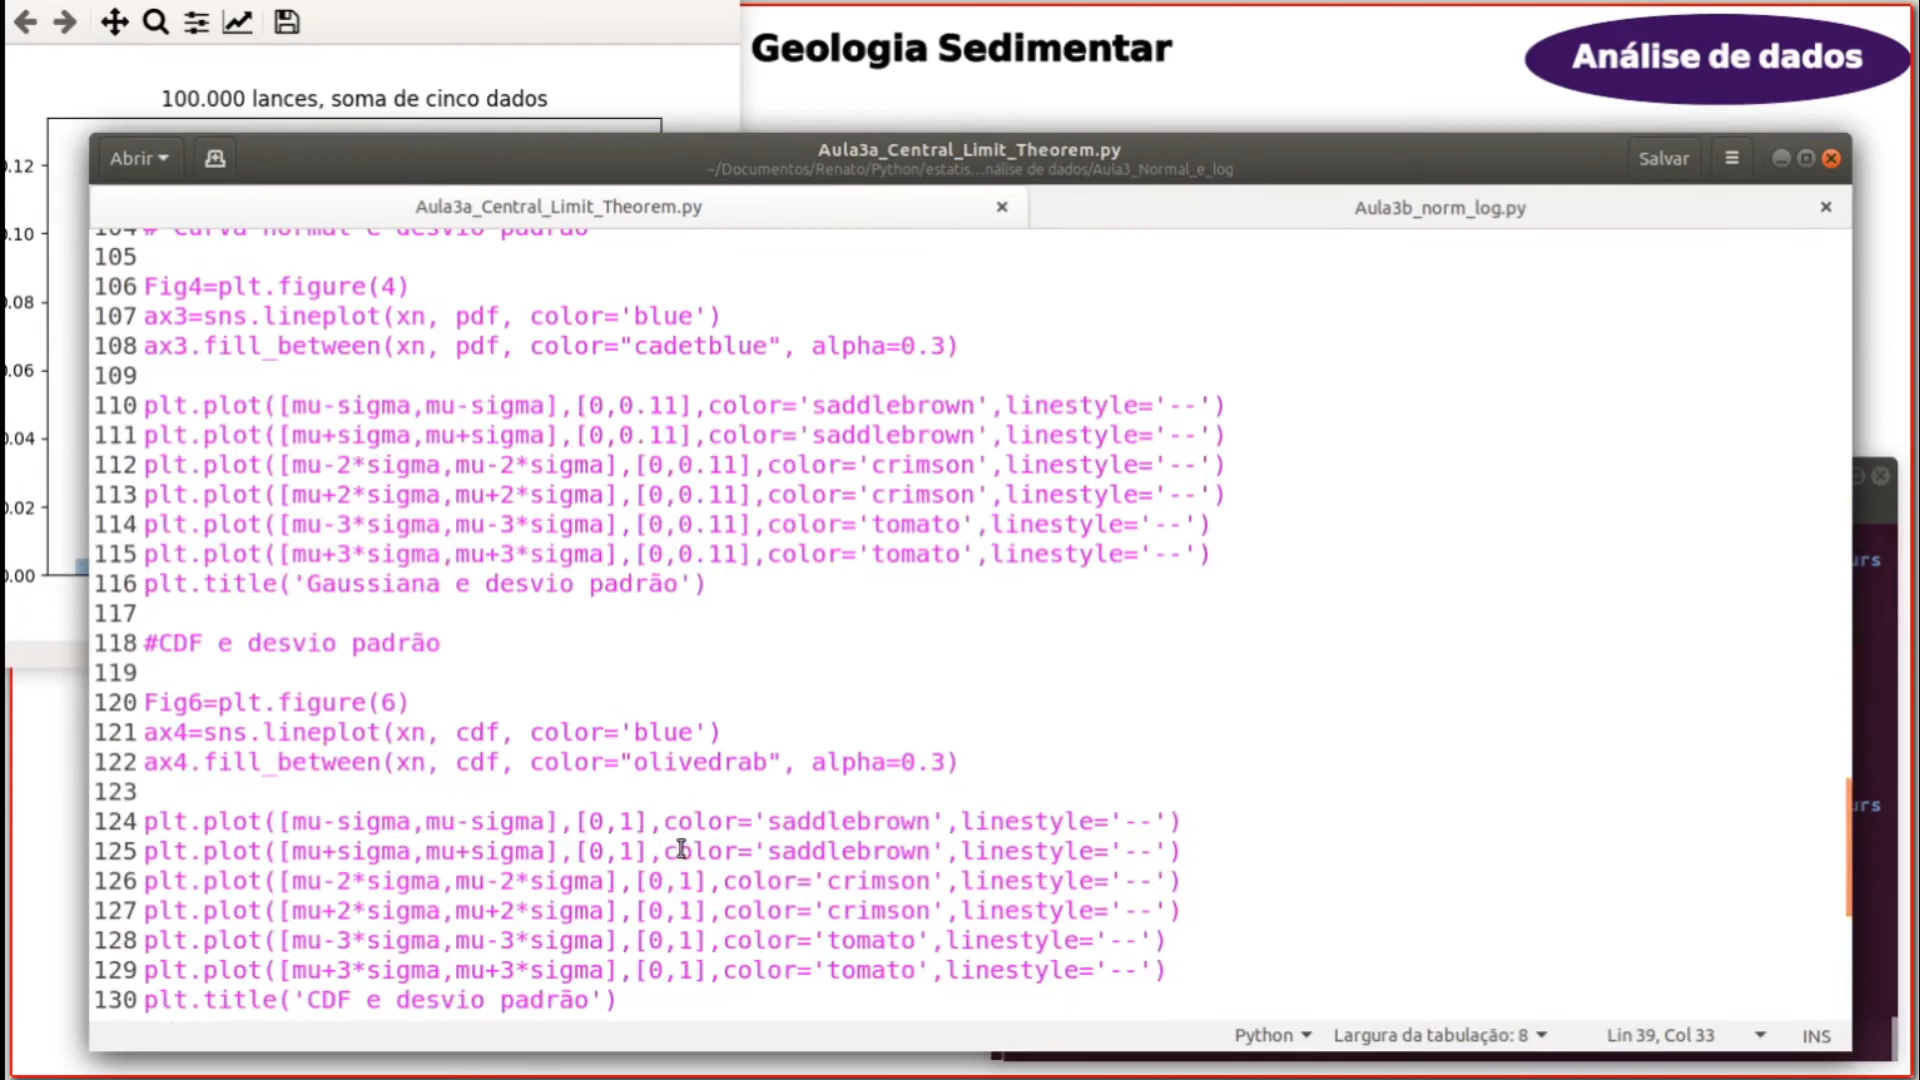 Geologia Sedimentar
Análise de dados
100.000 lances, soma de cinco dados
0.12
0.10
0.08
0.06
0.04
0.02
0.00
Abrir
Aula3a_Central_Limit_Theorem.py
~/Documentos/Renato/Python/estatis...nálise de dados/Aula3_Normal_e_log
Salvar
Aula3a_Central_Limit_Theorem.py
Aula3b_norm_log.py
104 # Curva normal e desvio padrão
105
106 Fig4=plt.figure(4)
107 ax3=sns.lineplot(xn, pdf, color='blue')
108 ax3.fill_between(xn, pdf, color="cadetblue", alpha=0.3)
109
110 plt.plot([mu-sigma,mu-sigma],[0,0.11],color='saddlebrown',linestyle='--')
111 plt.plot([mu+sigma,mu+sigma],[0,0.11],color='saddlebrown',linestyle='--')
112 plt.plot([mu-2*sigma,mu-2*sigma],[0,0.11],color='crimson',linestyle='--')
113 plt.plot([mu+2*sigma,mu+2*sigma],[0,0.11],color='crimson',linestyle='--')
114 plt.plot([mu-3*sigma,mu-3*sigma],[0,0.11],color='tomato',linestyle='--')
115 plt.plot([mu+3*sigma,mu+3*sigma],[0,0.11],color='tomato',linestyle='--')
116 plt.title('Gaussiana e desvio padrão')
117
118 #CDF e desvio padrão
119
120 Fig6=plt.figure(6)
121 ax4=sns.lineplot(xn, cdf, color='blue')
122 ax4.fill_between(xn, cdf, color="olivedrab", alpha=0.3)
123
124 plt.plot([mu-sigma,mu-sigma],[0,1],color='saddlebrown',linestyle='--')
125 plt.plot([mu+sigma,mu+sigma],[0,1],color='saddlebrown',linestyle='--')
126 plt.plot([mu-2*sigma,mu-2*sigma],[0,1],color='crimson',linestyle='--')
127 plt.plot([mu+2*sigma,mu+2*sigma],[0,1],color='crimson',linestyle='--')
128 plt.plot([mu-3*sigma,mu-3*sigma],[0,1],color='tomato',linestyle='--')
129 plt.plot([mu+3*sigma,mu+3*sigma],[0,1],color='tomato',linestyle='--')
130 plt.title('CDF e desvio padrão')
Python
Largura da tabulação: 8
Lin 39, Col 33
INS